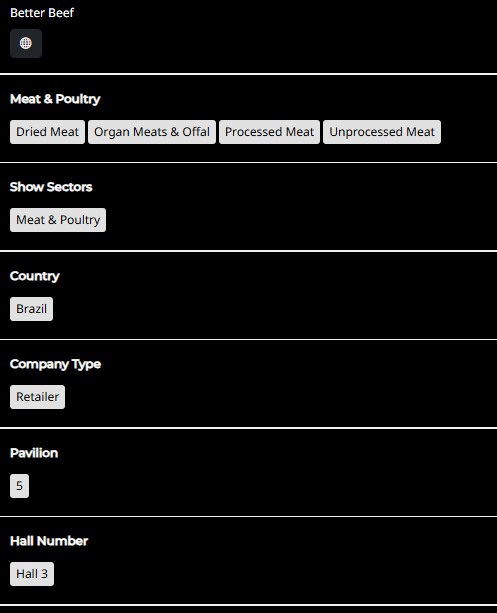 Better Beef
Meat & Poultry
Dried Meat Organ Meats & Offal Processed Meat Unprocessed Meat
Show Sectors
Meat & Poultry
Country
Brazil
Company Type
Retailer
Pavilion
5
Hall Number
Hall 3